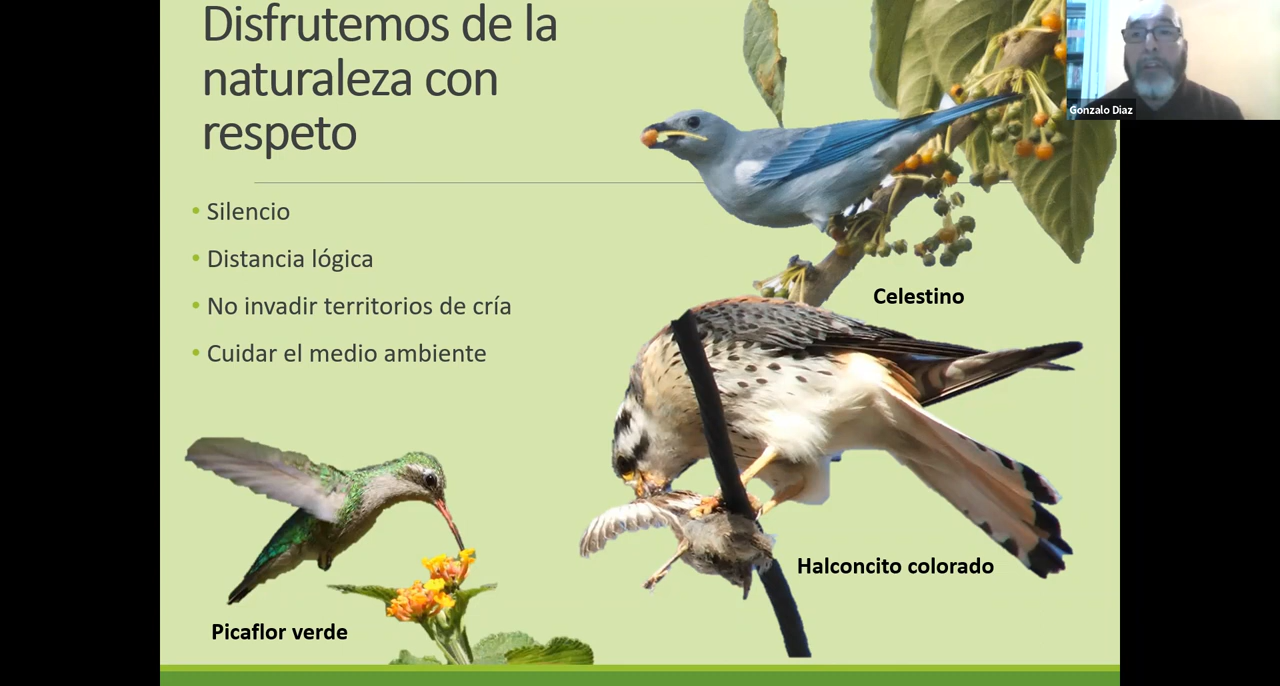 Disfrutemos de la
naturaleza con
respeto
Gonzalo Diaz
• Silencio
• Distancia lógica
• No invadir territorios de cría
• Cuidar el medio ambiente
Celestino
Halconcito colorado
Picaflor verde